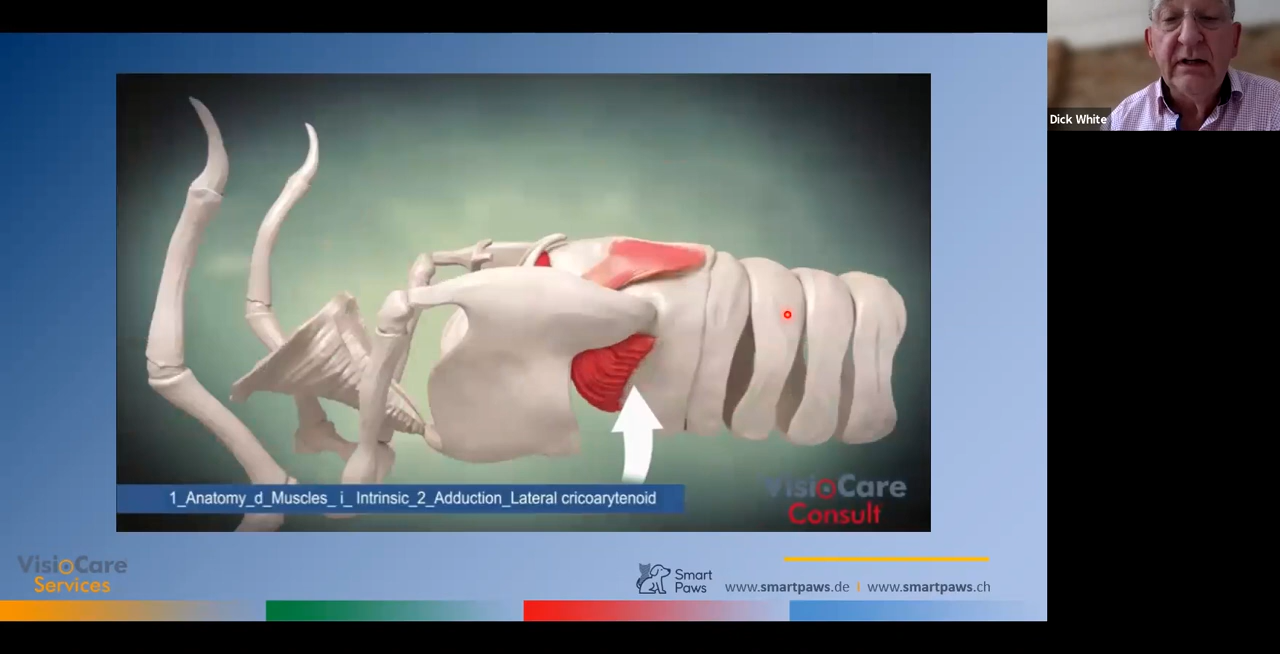 Dick White
1_Anatomy_d_Muscles_i_Intrinsic_2_Adduction_Lateral cricoarytenoid
VisioCare
Consult
VisioCare
Services
Smart
Paws
www.smartpaws.de | www.smartpaws.ch